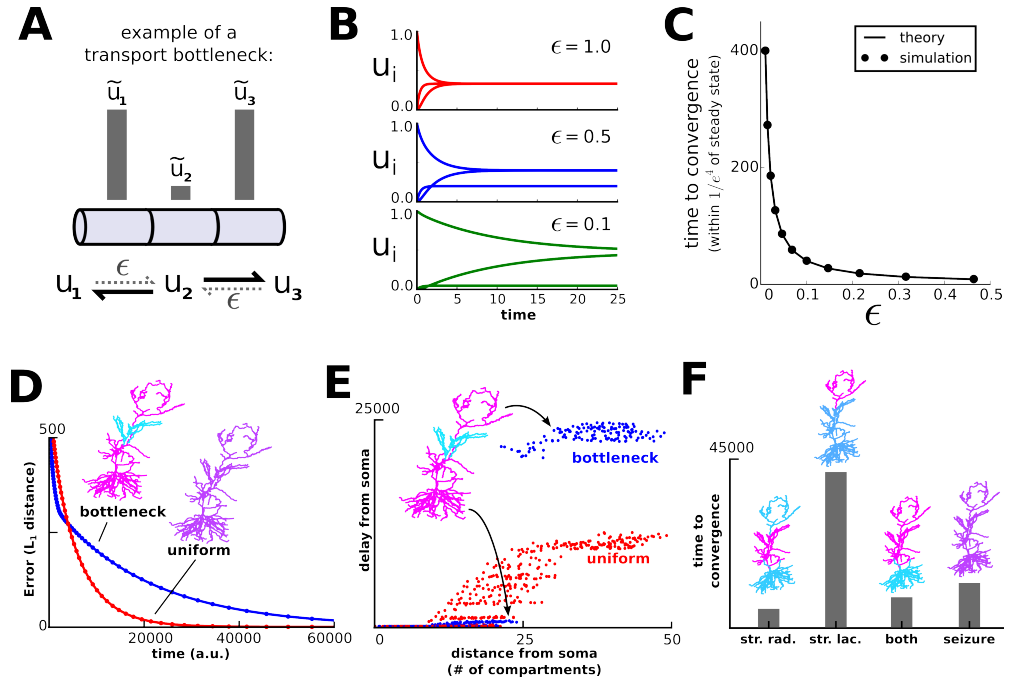 A
example of a
transport bottleneck:
ũ₁
ũ₂
ũ₃
ϵ
u₁
u₂
u₃
ϵ
B
1.0
uᵢ
0.0
ϵ = 1.0
1.0
uᵢ
0.0
ϵ = 0.5
1.0
uᵢ
0.0
ϵ = 0.1
0 5 10 15 20 25
time
C
theory
simulation
time to convergence
(within 1/e⁴ of steady state)
400
200
0
0 0.1 0.2 0.3 0.4 0.5
ϵ
D
Error (L₁ distance)
500
0
bottleneck
uniform
20000 40000 60000
time (a.u.)
E
25000
delay from soma
bottleneck
uniform
0
0 25 50
distance from soma
(# of compartments)
F
45000
time to
convergence
0
str. rad. str. lac. both seizure